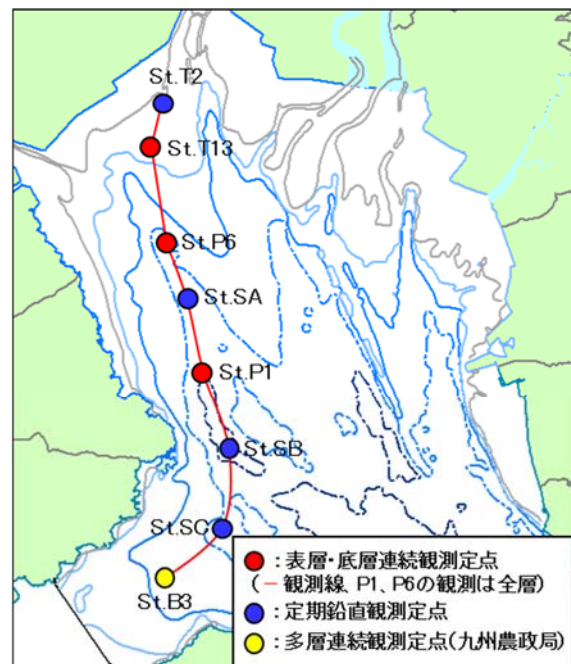 St.T2
St.T13
St.P6
St.SA
St.P1
St.SB
St.SC
St.B3
：表層・底層連続観測定点
（－観測線、P1、P6の観測は全層）
：定期鉛直観測定点
：多層連続観測定点(九州農政局)